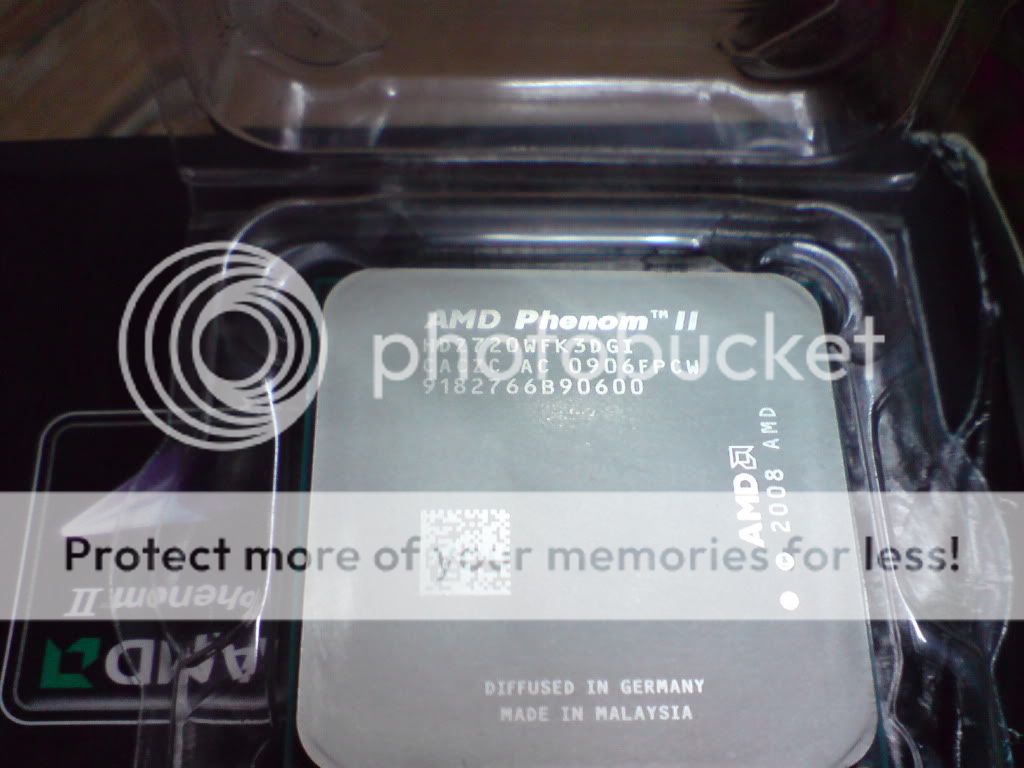 AMD Phenom™ II
HDZ720WFK3DGI
CACZC AC 0906FPCW
9182766B90600
photobucket
AMD
© 2008 AMD
Protect more of your memories for less!
Phenom II
AMD
DIFFUSED IN GERMANY
MADE IN MALAYSIA